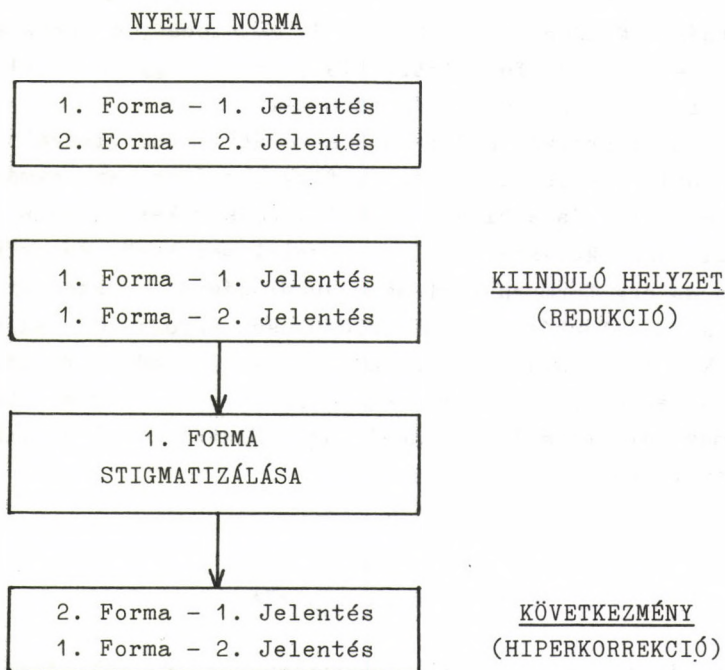 NYELVI NORMA
1. Forma – 1. Jelentés
2. Forma – 2. Jelentés
1. Forma – 1. Jelentés
1. Forma – 2. Jelentés
KIINDULÓ HELYZET
(REDUKCIÓ)
1. FORMA
STIGMATIZÁLÁSA
2. Forma – 1. Jelentés
1. Forma – 2. Jelentés
KÖVETKEZMÉNY
(HIPERKORREKCIÓ)